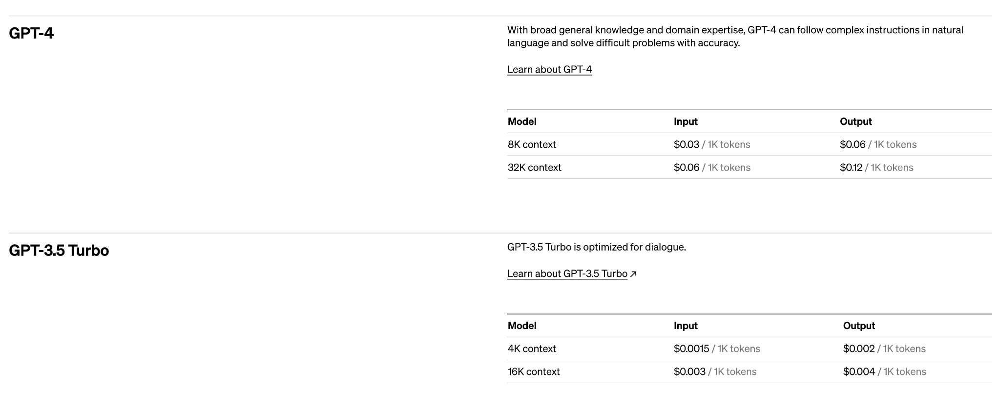 GPT-4
With broad general knowledge and domain expertise, GPT-4 can follow complex instructions in natural
language and solve difficult problems with accuracy.
Learn about GPT-4
Model Input Output
8K context $0.03 / 1K tokens $0.06 / 1K tokens
32K context $0.06 / 1K tokens $0.12 / 1K tokens
GPT-3.5 Turbo
GPT-3.5 Turbo is optimized for dialogue.
Learn about GPT-3.5 Turbo ↗
Model Input Output
4K context $0.0015 / 1K tokens $0.002 / 1K tokens
16K context $0.003 / 1K tokens $0.004 / 1K tokens